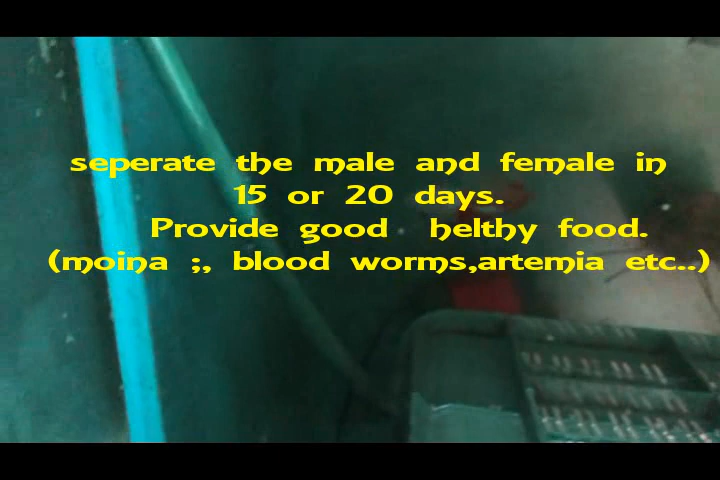 seperate the male and female in
15 or 20 days.
Provide good helthy food.
(moina ;, blood worms,artemia etc..)